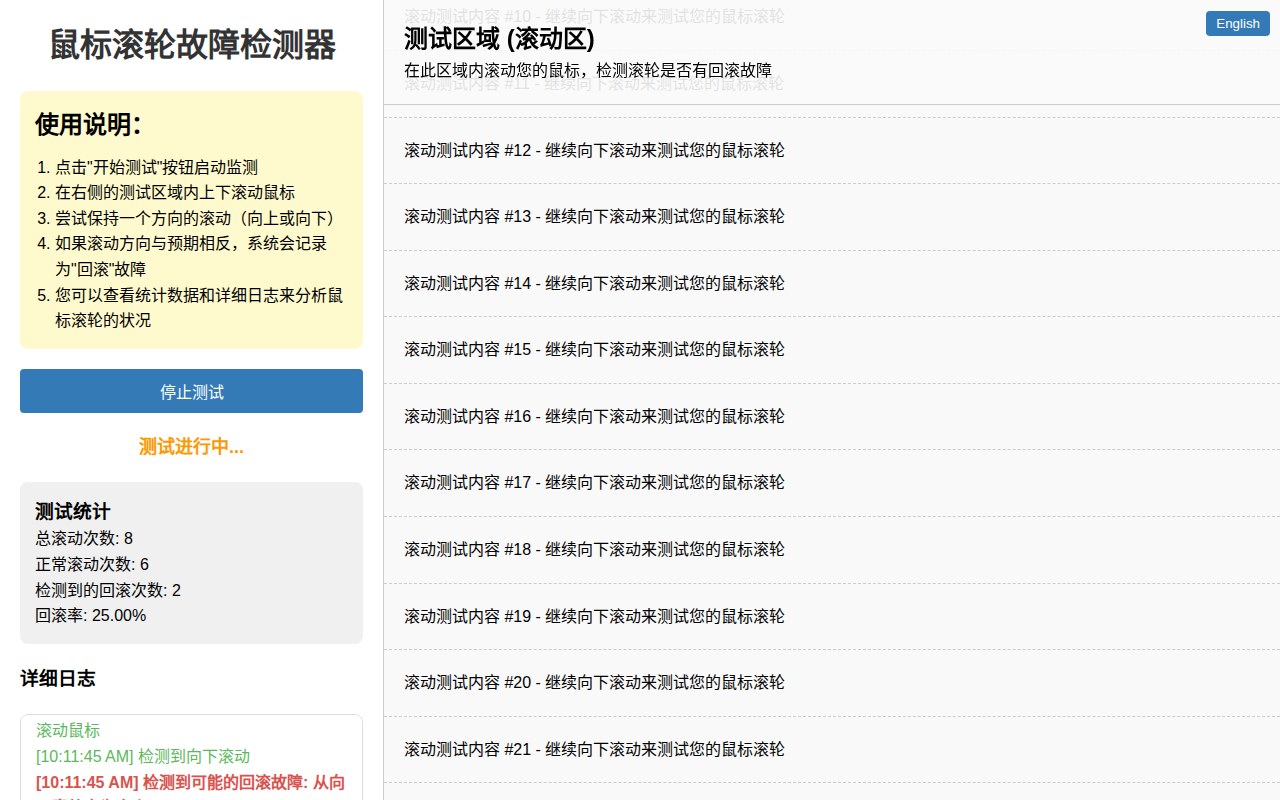 鼠标滚轮故障检测器
使用说明：
1. 点击"开始测试"按钮启动监测
2. 在右侧的测试区域内上下滚动鼠标
3. 尝试保持一个方向的滚动（向上或向下）
4. 如果滚动方向与预期相反，系统会记录
为"回滚"故障
5. 您可以查看统计数据和详细日志来分析鼠
标滚轮的状况
停止测试
测试进行中...
测试统计
总滚动次数: 8
正常滚动次数: 6
检测到的回滚次数: 2
回滚率: 25.00%
详细日志
滚动鼠标
[10:11:45 AM] 检测到向下滚动
[10:11:45 AM] 检测到可能的回滚故障: 从向
滚动测试内容 #10 - 继续向下滚动来测试您的鼠标滚轮
测试区域 (滚动区)
English
在此区域内滚动您的鼠标，检测滚轮是否有回滚故障
滚动测试内容 #11 - 继续向下滚动来测试您的鼠标滚轮
滚动测试内容 #12 - 继续向下滚动来测试您的鼠标滚轮
滚动测试内容 #13 - 继续向下滚动来测试您的鼠标滚轮
滚动测试内容 #14 - 继续向下滚动来测试您的鼠标滚轮
滚动测试内容 #15 - 继续向下滚动来测试您的鼠标滚轮
滚动测试内容 #16 - 继续向下滚动来测试您的鼠标滚轮
滚动测试内容 #17 - 继续向下滚动来测试您的鼠标滚轮
滚动测试内容 #18 - 继续向下滚动来测试您的鼠标滚轮
滚动测试内容 #19 - 继续向下滚动来测试您的鼠标滚轮
滚动测试内容 #20 - 继续向下滚动来测试您的鼠标滚轮
滚动测试内容 #21 - 继续向下滚动来测试您的鼠标滚轮